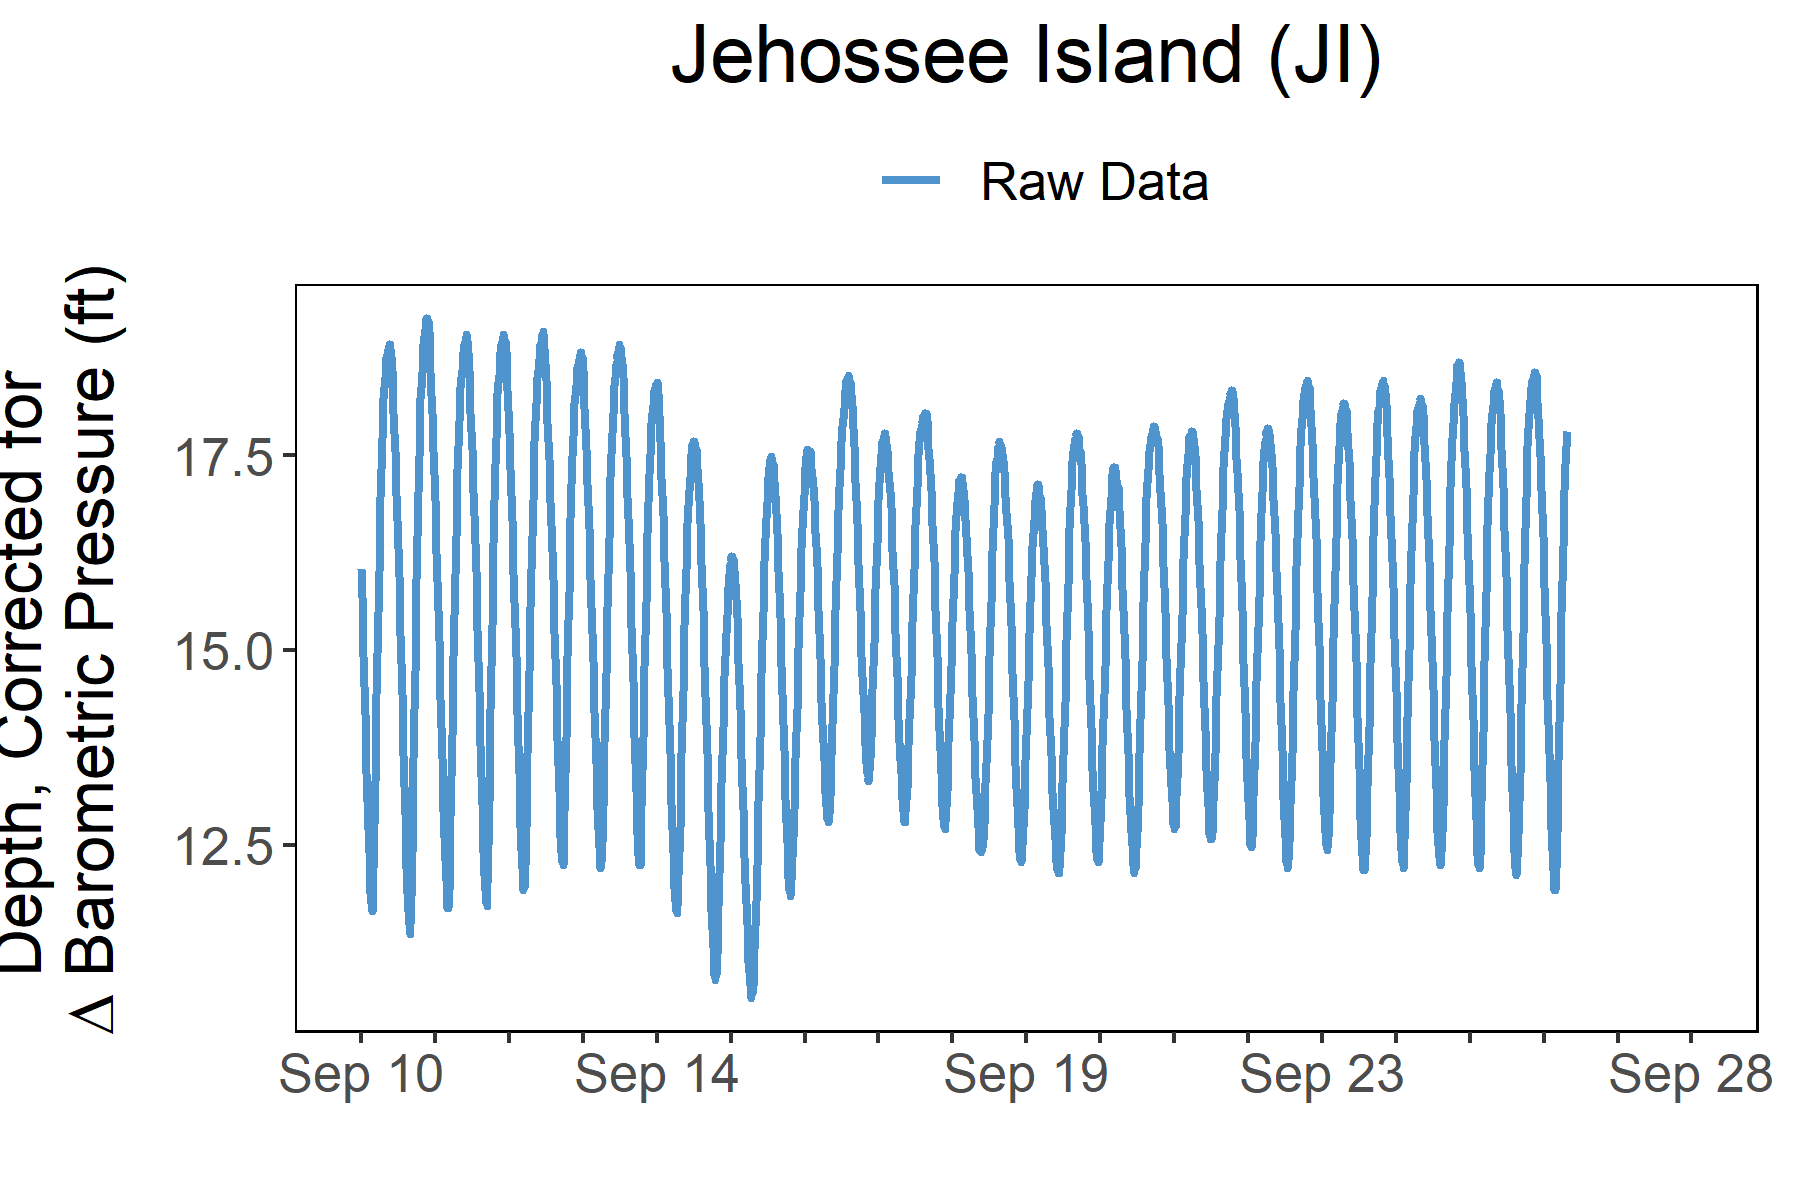 Jehossee Island (JI)
Raw Data
Depth, Corrected for
Δ Barometric Pressure (ft)
17.5
15.0
12.5
Sep 10 Sep 14 Sep 19 Sep 23 Sep 28